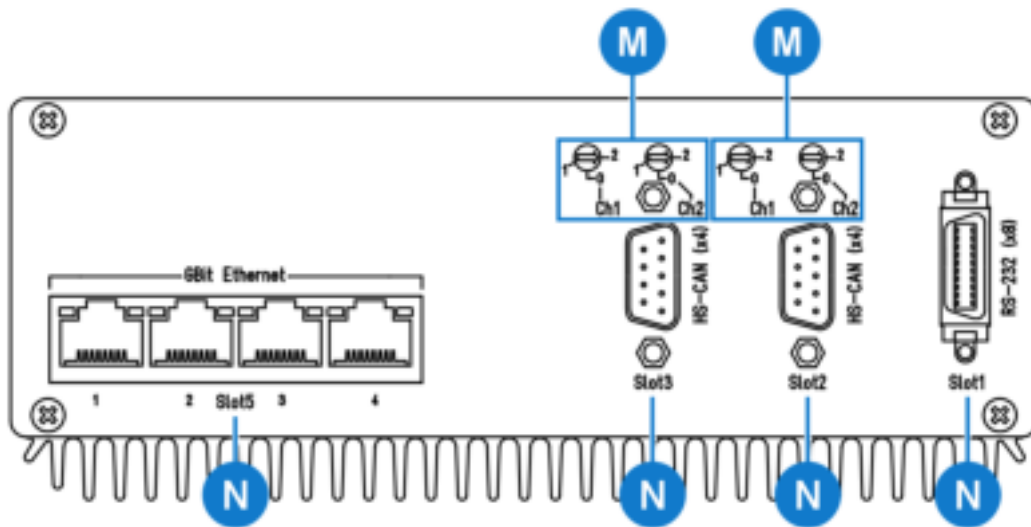 M M
1 2 1 2 1 2 1 2
0 0 0 0
Ch1 Ch2 Ch1 Ch2
GBit Ethernet
HS-CAN (x4)
HS-CAN (x4)
RS-232 (x8)
1 2 Slot5 3 4
Slot3 Slot2 Slot1
N N N N